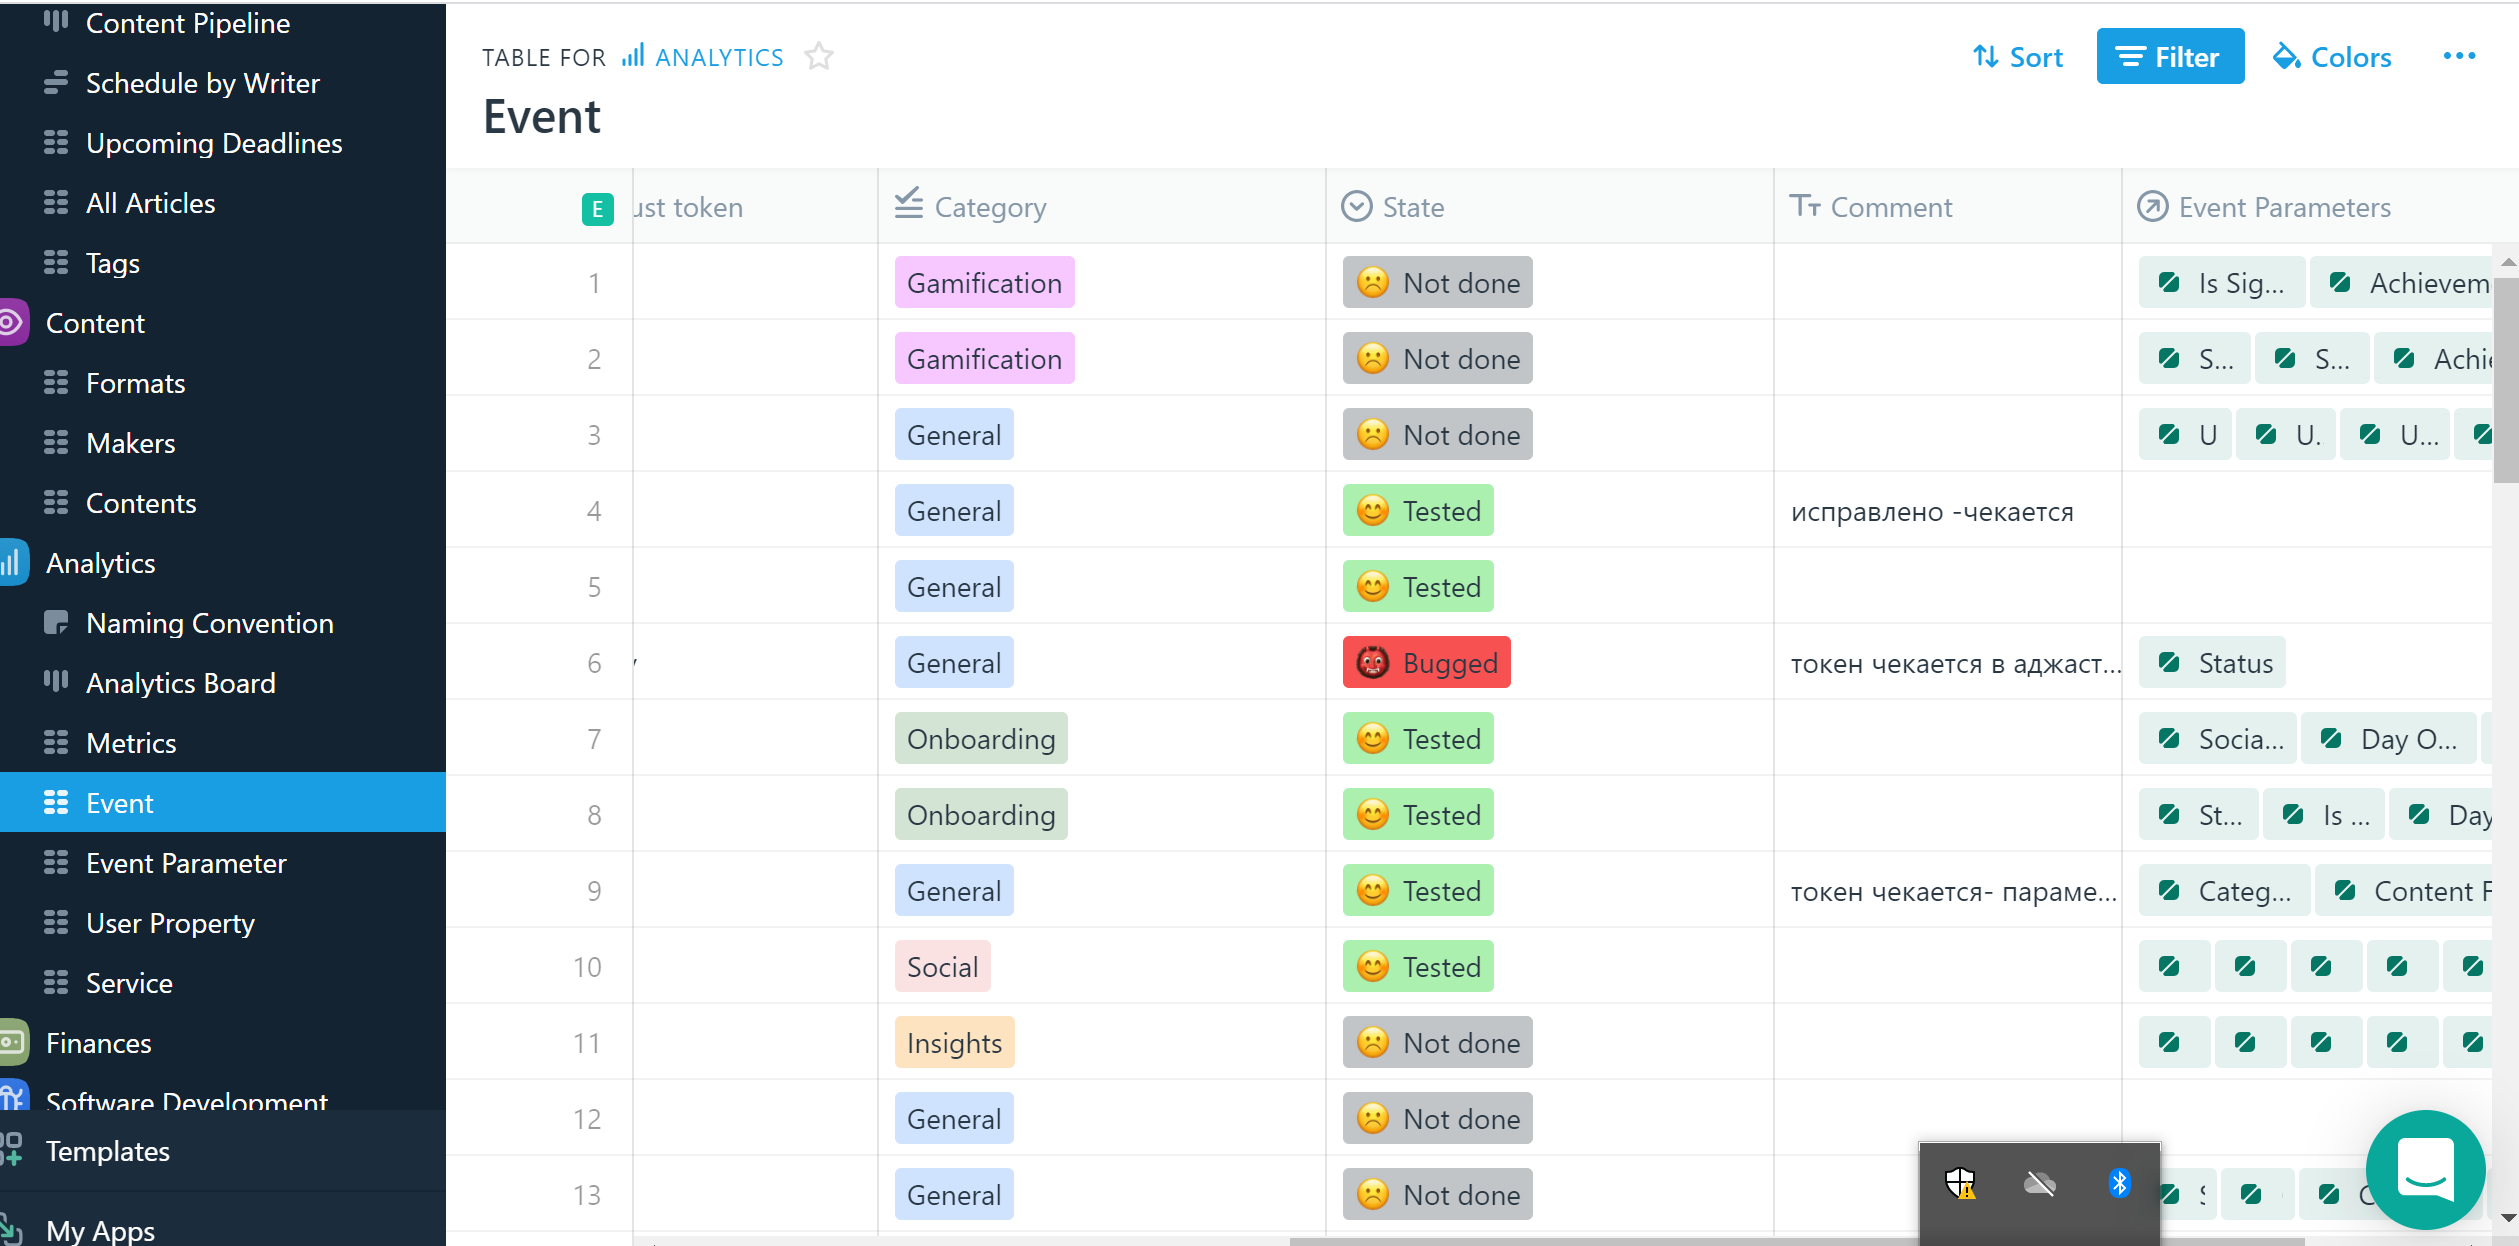 Content Pipeline
Schedule by Writer
Upcoming Deadlines
All Articles
Tags
Content
Formats
Makers
Contents
Analytics
Naming Convention
Analytics Board
Metrics
Event
Event Parameter
User Property
Service
Finances
Software Development
Templates
My Apps
TABLE FOR ANALYTICS
Sort Filter Colors
Event
E ust token Category State Comment Event Parameters
1 Gamification Not done Is Sig... Achievem
2 Gamification Not done S... S... Achie
3 General Not done U U. U...
4 General Tested исправлено -чекается
5 General Tested
6 General Bugged токен чекается в аджаст... Status
7 Onboarding Tested Socia... Day O...
8 Onboarding Tested St... Is ... Day
9 General Tested токен чекается- параме... Categ... Content F
10 Social Tested
11 Insights Not done
12 General Not done
13 General Not done